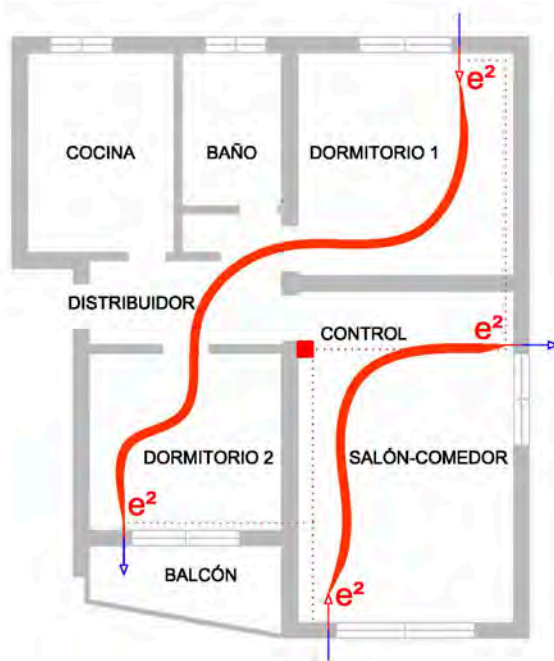 e²
COCINA
BAÑO
DORMITORIO 1
DISTRIBUIDOR
CONTROL
e²
DORMITORIO 2
SALÓN-COMEDOR
e²
BALCÓN
e²